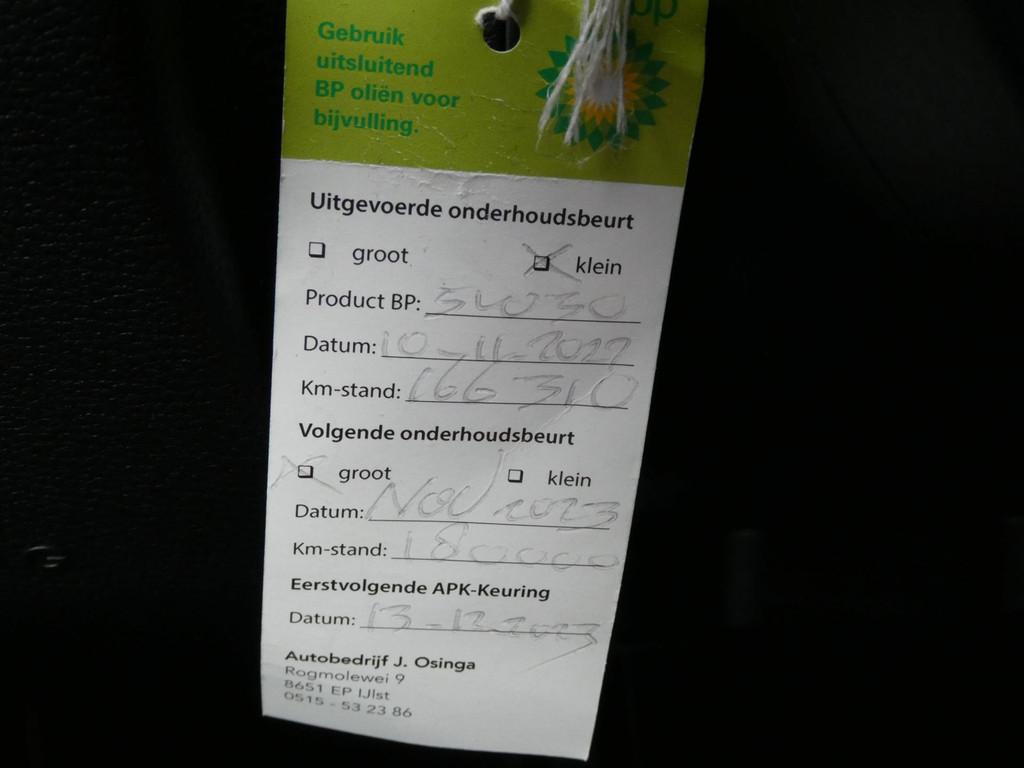 bp
Gebruik
uitsluitend
BP oliën voor
bijvulling.
Uitgevoerde onderhoudsbeurt
groot klein
Product BP: 5W30
Datum: 10-11-2022
Km-stand: 166 310
Volgende onderhoudsbeurt
groot klein
Datum: Nov 2023
Km-stand: 180000
Eerstvolgende APK-Keuring
Datum: 13-12-2023
Autobedrijf J. Osinga
Rogmolewei 9
8651 EP IJlst
0515 - 53 23 86